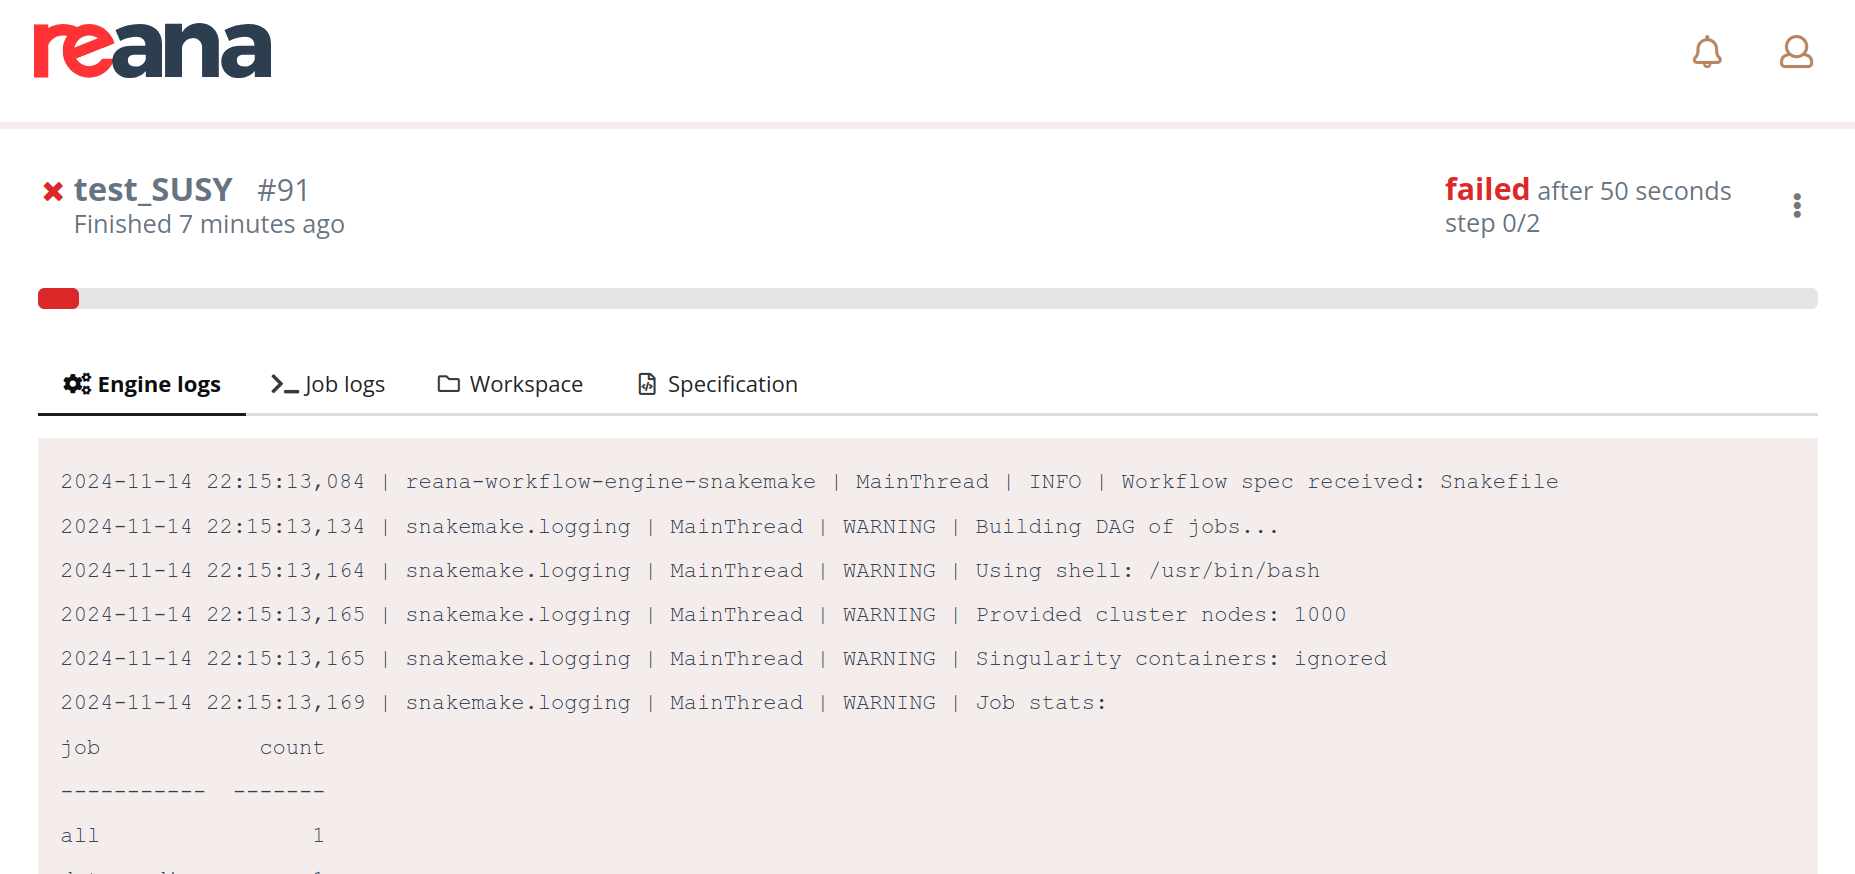 reana
test_SUSY #91
Finished 7 minutes ago
failed after 50 seconds
step 0/2
Engine logs Job logs Workspace Specification
2024-11-14 22:15:13,084 | reana-workflow-engine-snakemake | MainThread | INFO | Workflow spec received: Snakefile
2024-11-14 22:15:13,134 | snakemake.logging | MainThread | WARNING | Building DAG of jobs...
2024-11-14 22:15:13,164 | snakemake.logging | MainThread | WARNING | Using shell: /usr/bin/bash
2024-11-14 22:15:13,165 | snakemake.logging | MainThread | WARNING | Provided cluster nodes: 1000
2024-11-14 22:15:13,165 | snakemake.logging | MainThread | WARNING | Singularity containers: ignored
2024-11-14 22:15:13,169 | snakemake.logging | MainThread | WARNING | Job stats:
job count
----------- -------
all 1